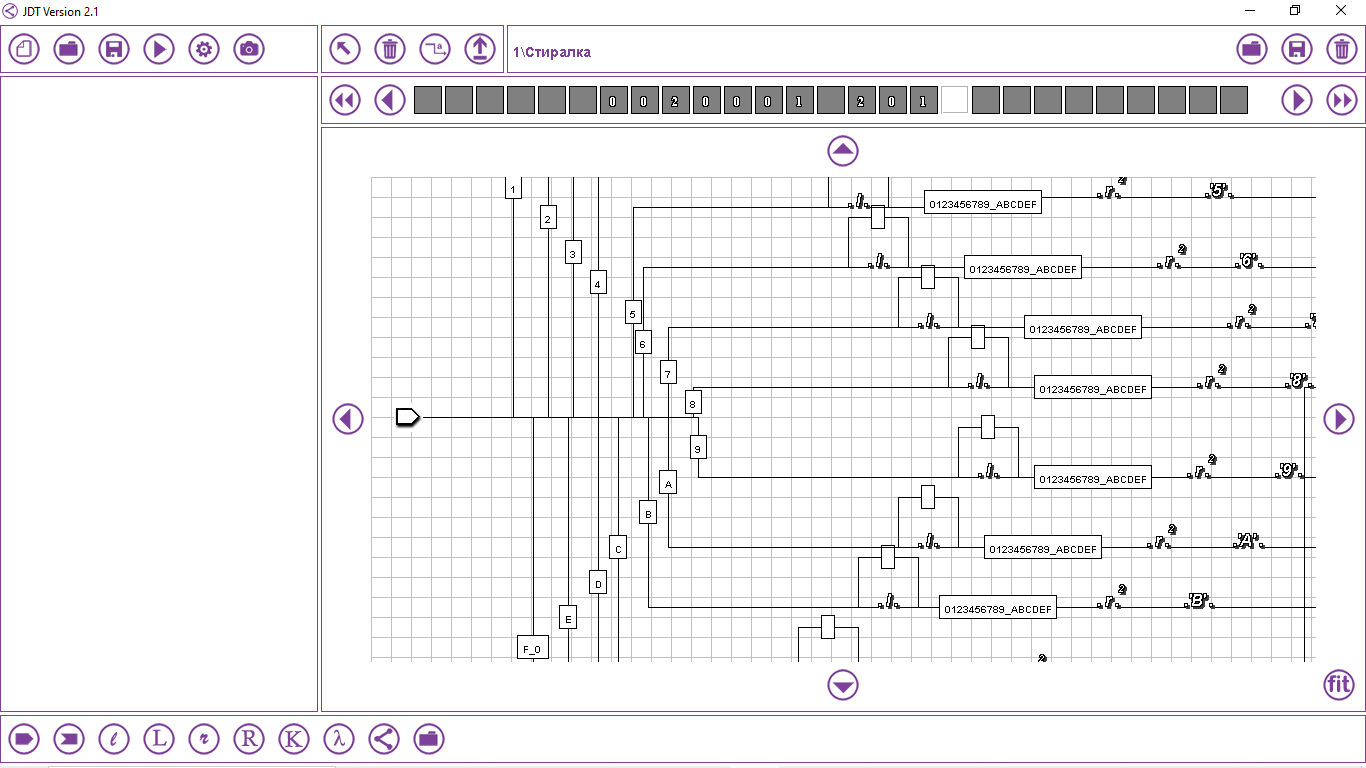 JDT Version 2.1
a
1\Стиралка
0 0 2 0 0 0 1 2 0 1
1
2
3
4
5
6
7
8
9
A
B
C
D
E
F_0
l 0123456789_ABCDEF r 2 '5'
l 0123456789_ABCDEF r 2 '6'
l 0123456789_ABCDEF r 2
l 0123456789_ABCDEF r 2 '8'
l 0123456789_ABCDEF r 2 '9'
l 0123456789_ABCDEF r 2 'A'
l 0123456789_ABCDEF r 2 'B'
2
fit
l L r R K λ